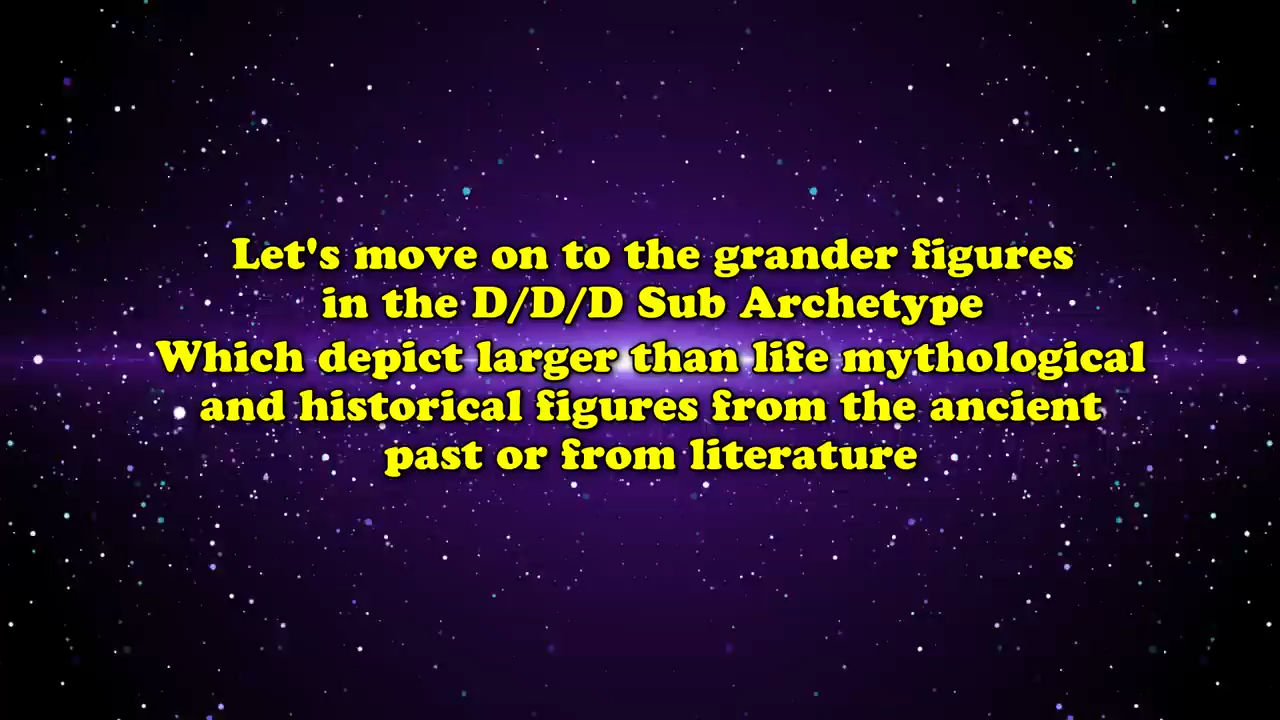 Let's move on to the grander figures
in the D/D/D Sub Archetype
Which depict larger than life mythological
and historical figures from the ancient
past or from literature